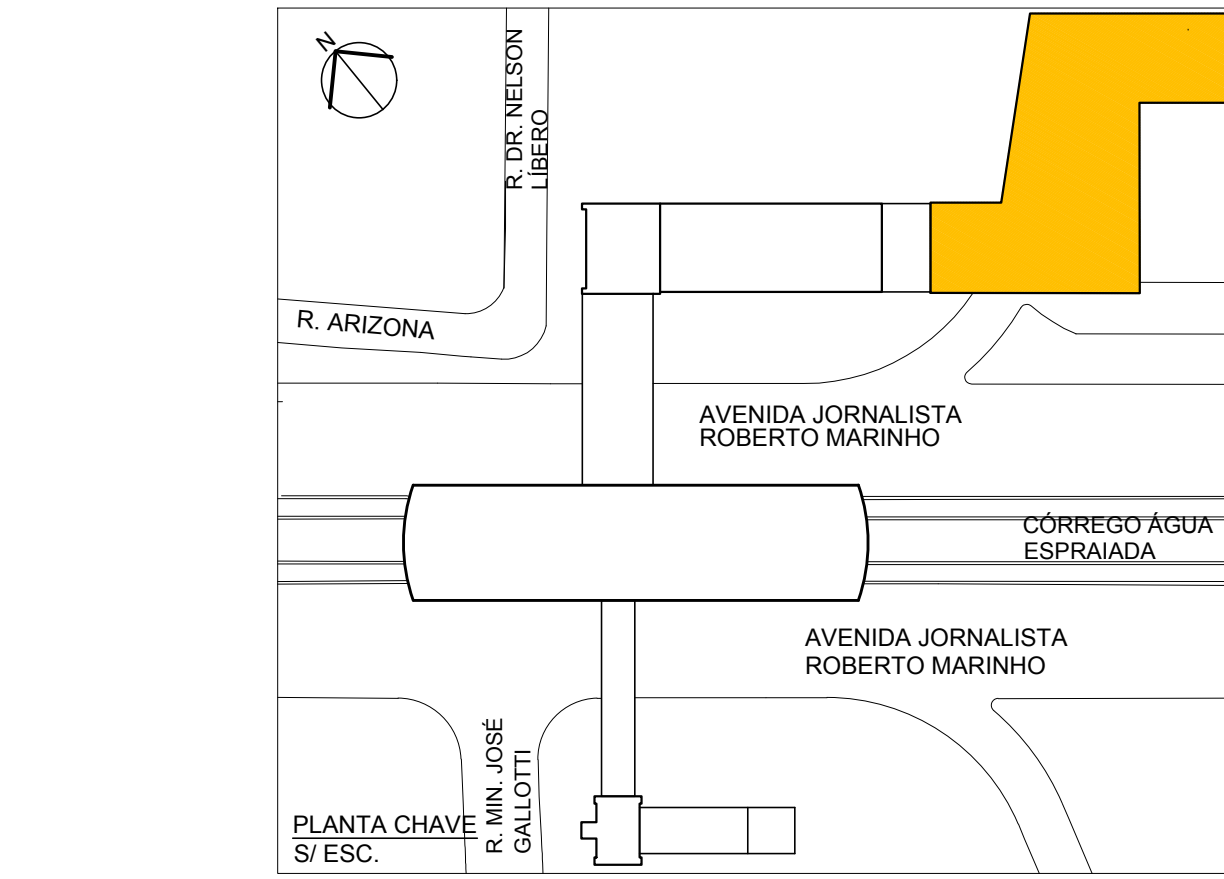 N
R. DR. NELSON
LÍBERO
R. ARIZONA
AVENIDA JORNALISTA
ROBERTO MARINHO
CÓRREGO ÁGUA
ESPRAIADA
AVENIDA JORNALISTA
ROBERTO MARINHO
R. MIN. JOSÉ
GALLOTTI
PLANTA CHAVE
S/ ESC.